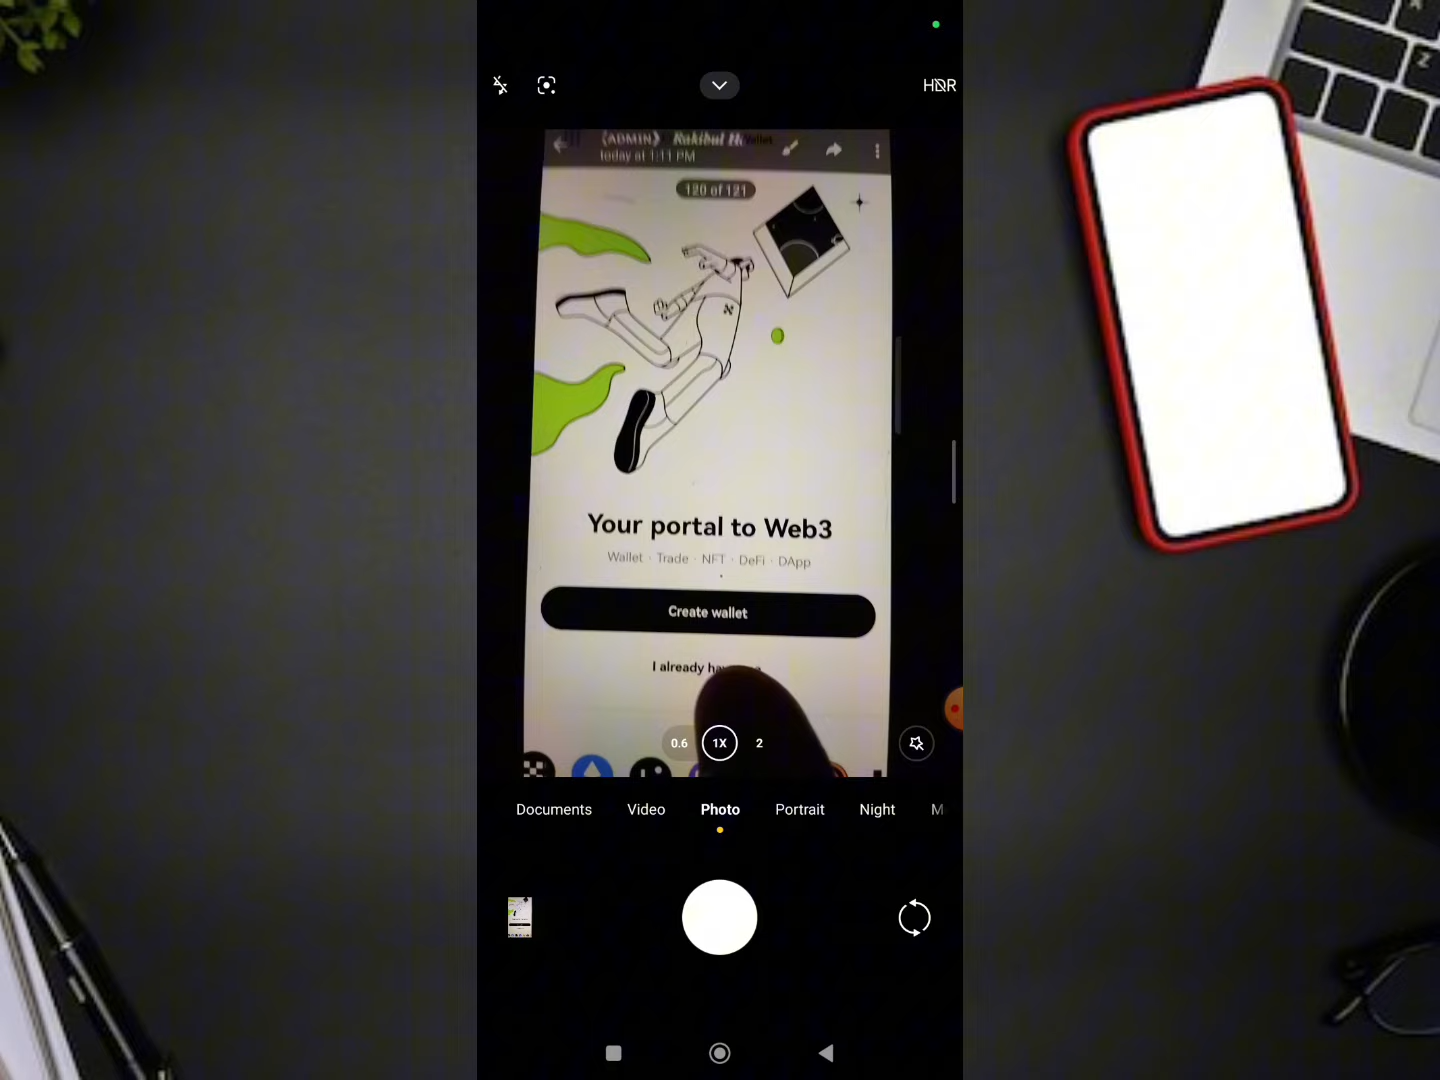 HDR
《ADMIN》 Rakibul H Wallet
today at 1:11 PM
120 of 121
Your portal to Web3
Wallet · Trade · NFT · DeFi · DApp
Create wallet
I already
0.6 1X 2
Documents Video Photo Portrait Night M
Z